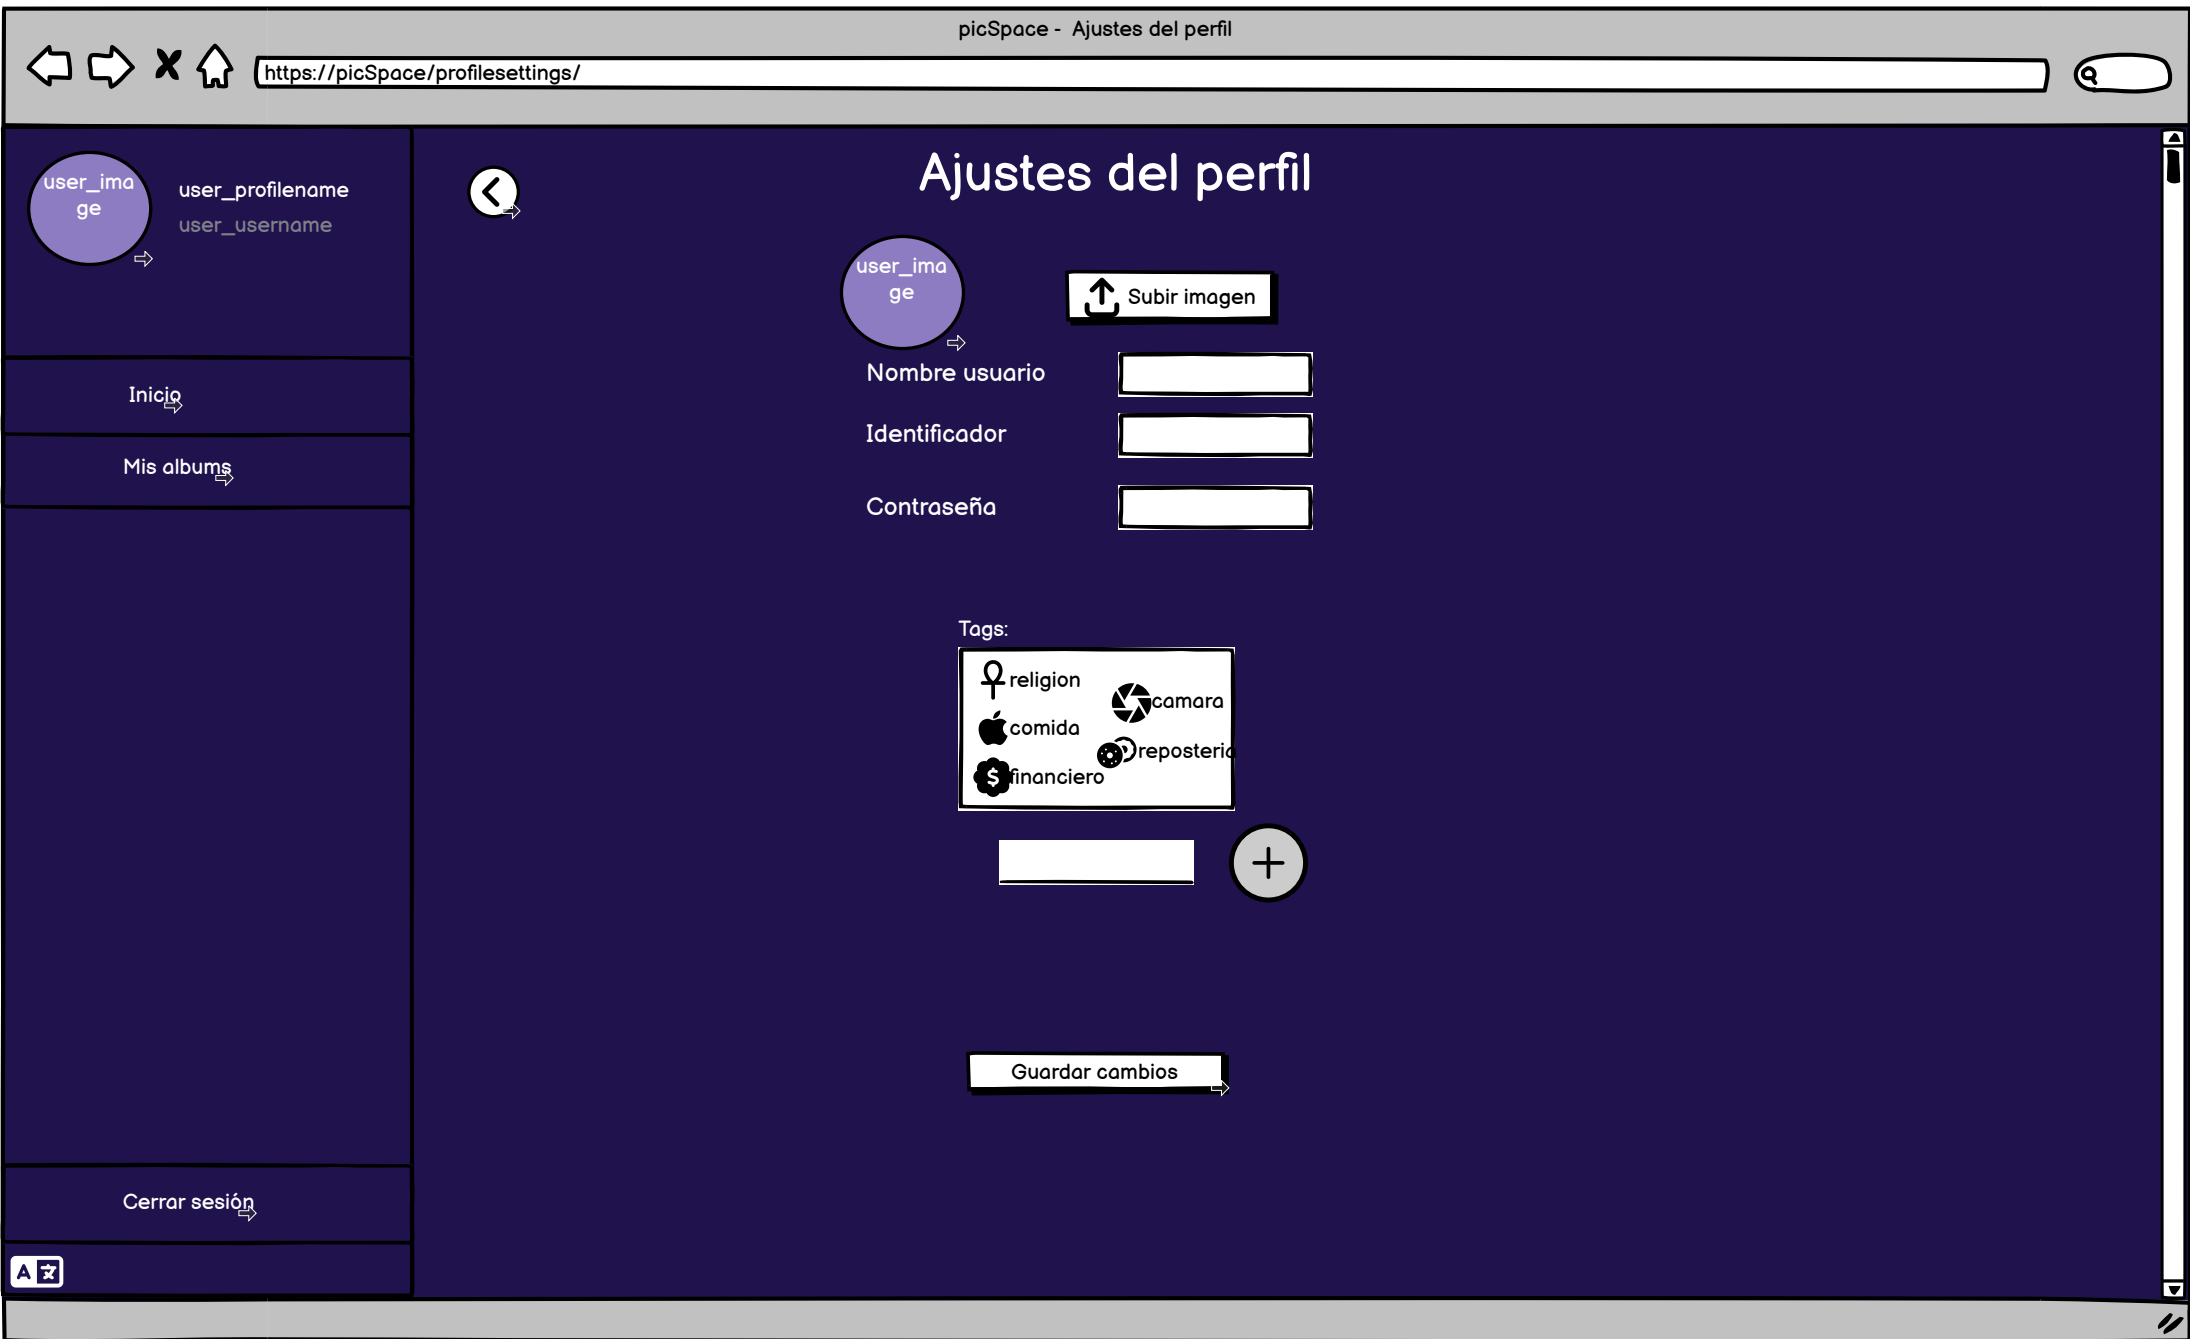 picSpace - Ajustes del perfil
https://picSpace/profilesettings/
user_ima
ge
user_profilename
user_username
Inicio
Mis albums
Cerrar sesión
A 文
Ajustes del perfil
user_ima
ge
Subir imagen
Nombre usuario
Identificador
Contraseña
Tags:
religion
camara
comida
reposteria
$
financiero
Guardar cambios